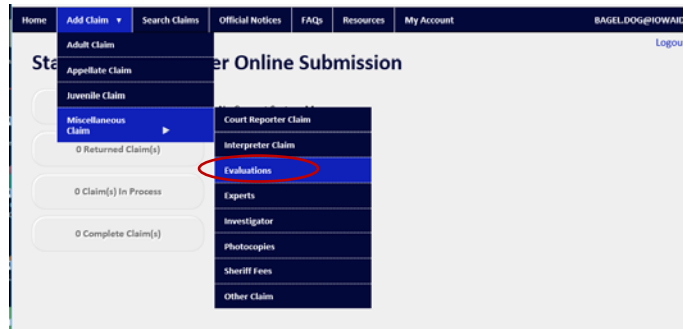 Home Add Claim ▼ Search Claims Official Notices FAQs Resources My Account BAGEL.DOG@IOWAID
Logou
Sta er Online Submission
Adult Claim
Appellate Claim
Juvenile Claim
Miscellaneous
Claim ▶
Court Reporter Claim
Interpreter Claim
Evaluations
Experts
Investigator
Photocopies
Sheriff Fees
Other Claim
0 Returned Claim(s)
0 Claim(s) In Process
0 Complete Claim(s)